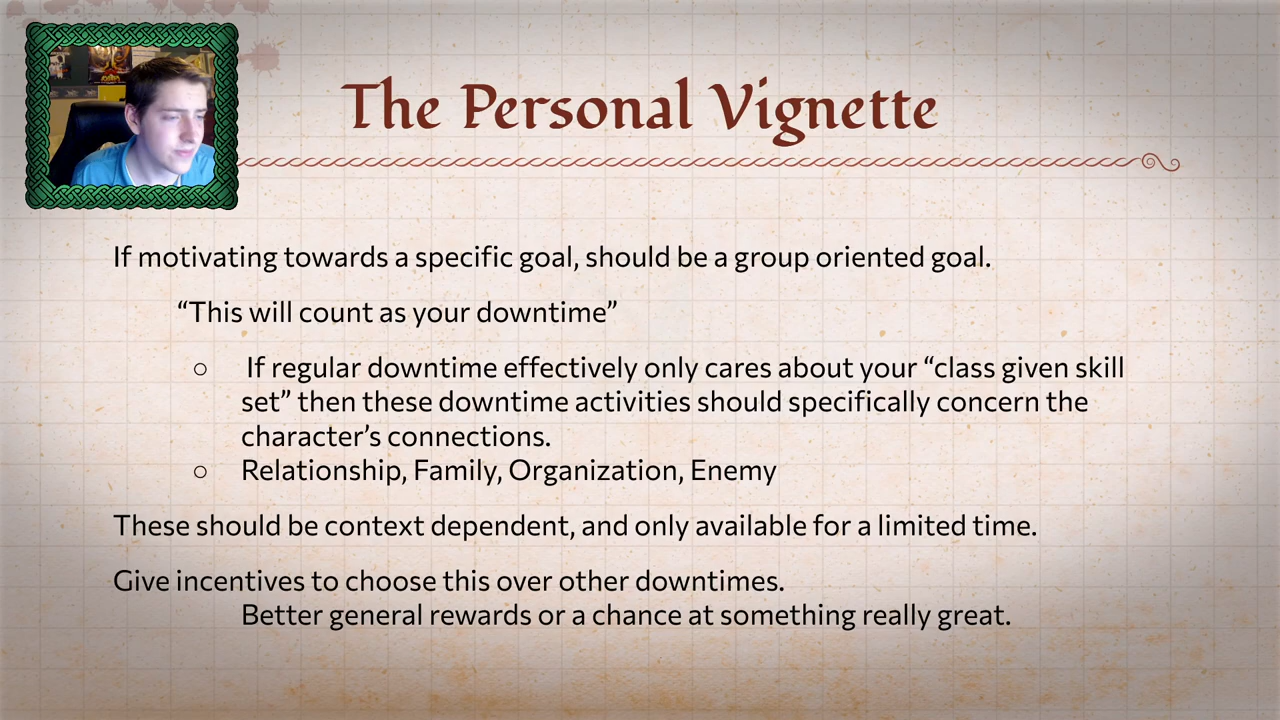 The Personal Vignette
If motivating towards a specific goal, should be a group oriented goal.
“This will count as your downtime”
○ If regular downtime effectively only cares about your “class given skill
set” then these downtime activities should specifically concern the
character’s connections.
○ Relationship, Family, Organization, Enemy
These should be context dependent, and only available for a limited time.
Give incentives to choose this over other downtimes.
Better general rewards or a chance at something really great.